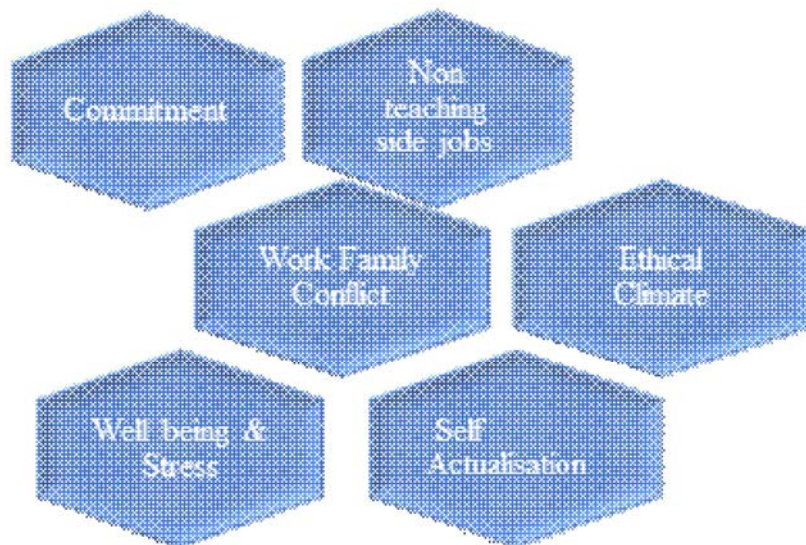 Commitment
Non
teaching
side jobs
Work Family
Conflict
Ethical
Climate
Well being &
Stress
Self
Actualisation